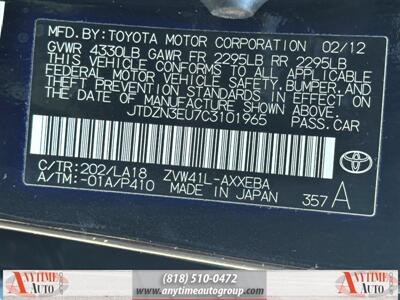 MFD.BY:TOYOTA MOTOR CORPORATION 02/12
GVWR 4330LB GAWR FR 2295LB RR 2295LB
THIS VEHICLE CONFORMS TO ALL APPLICABLE
FEDERAL MOTOR VEHICLE SAFETY, BUMPER, AND
THEFT PREVENTION STANDARDS IN EFFECT ON
THE DATE OF MANUFACTURE SHOWN ABOVE.
JTDZN3EU7C3101965 PASS.CAR
C/TR:202/LA18 ZVW41L-AXXEBA
A/TM:-01A/P410 MADE IN JAPAN 357 A
TOYOTA
ANYTIME AUTO
GROUP
(818) 510-0472
www.anytimeautogroup.com
ANYTIME AUTO
GROUP